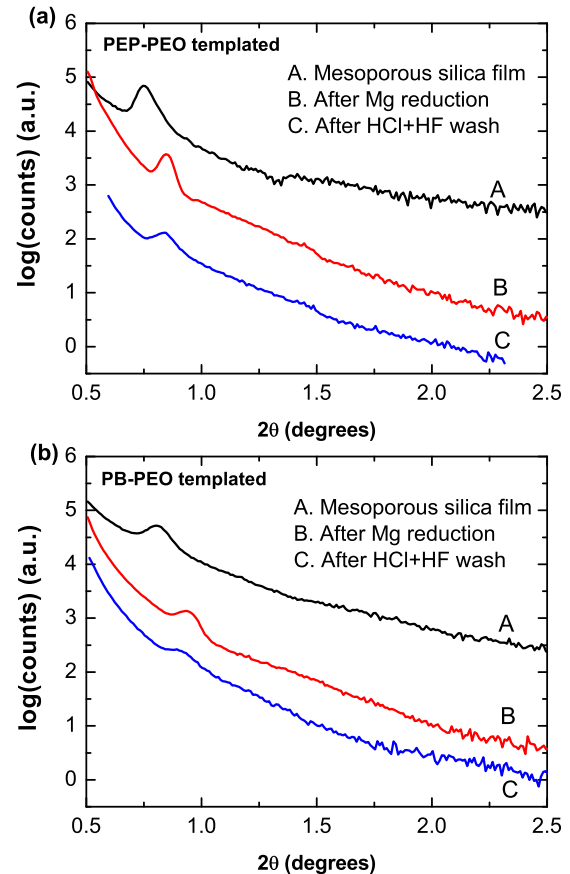 (a)
PEP-PEO templated
A. Mesoporous silica film
B. After Mg reduction
C. After HCl+HF wash
log(counts) (a.u.)
6
5
4
3
2
1
0
A
B
C
0.5 1.0 1.5 2.0 2.5
2θ (degrees)
(b)
PB-PEO templated
A. Mesoporous silica film
B. After Mg reduction
C. After HCl+HF wash
log(counts) (a.u.)
6
5
4
3
2
1
0
A
B
C
0.5 1.0 1.5 2.0 2.5
2θ (degrees)